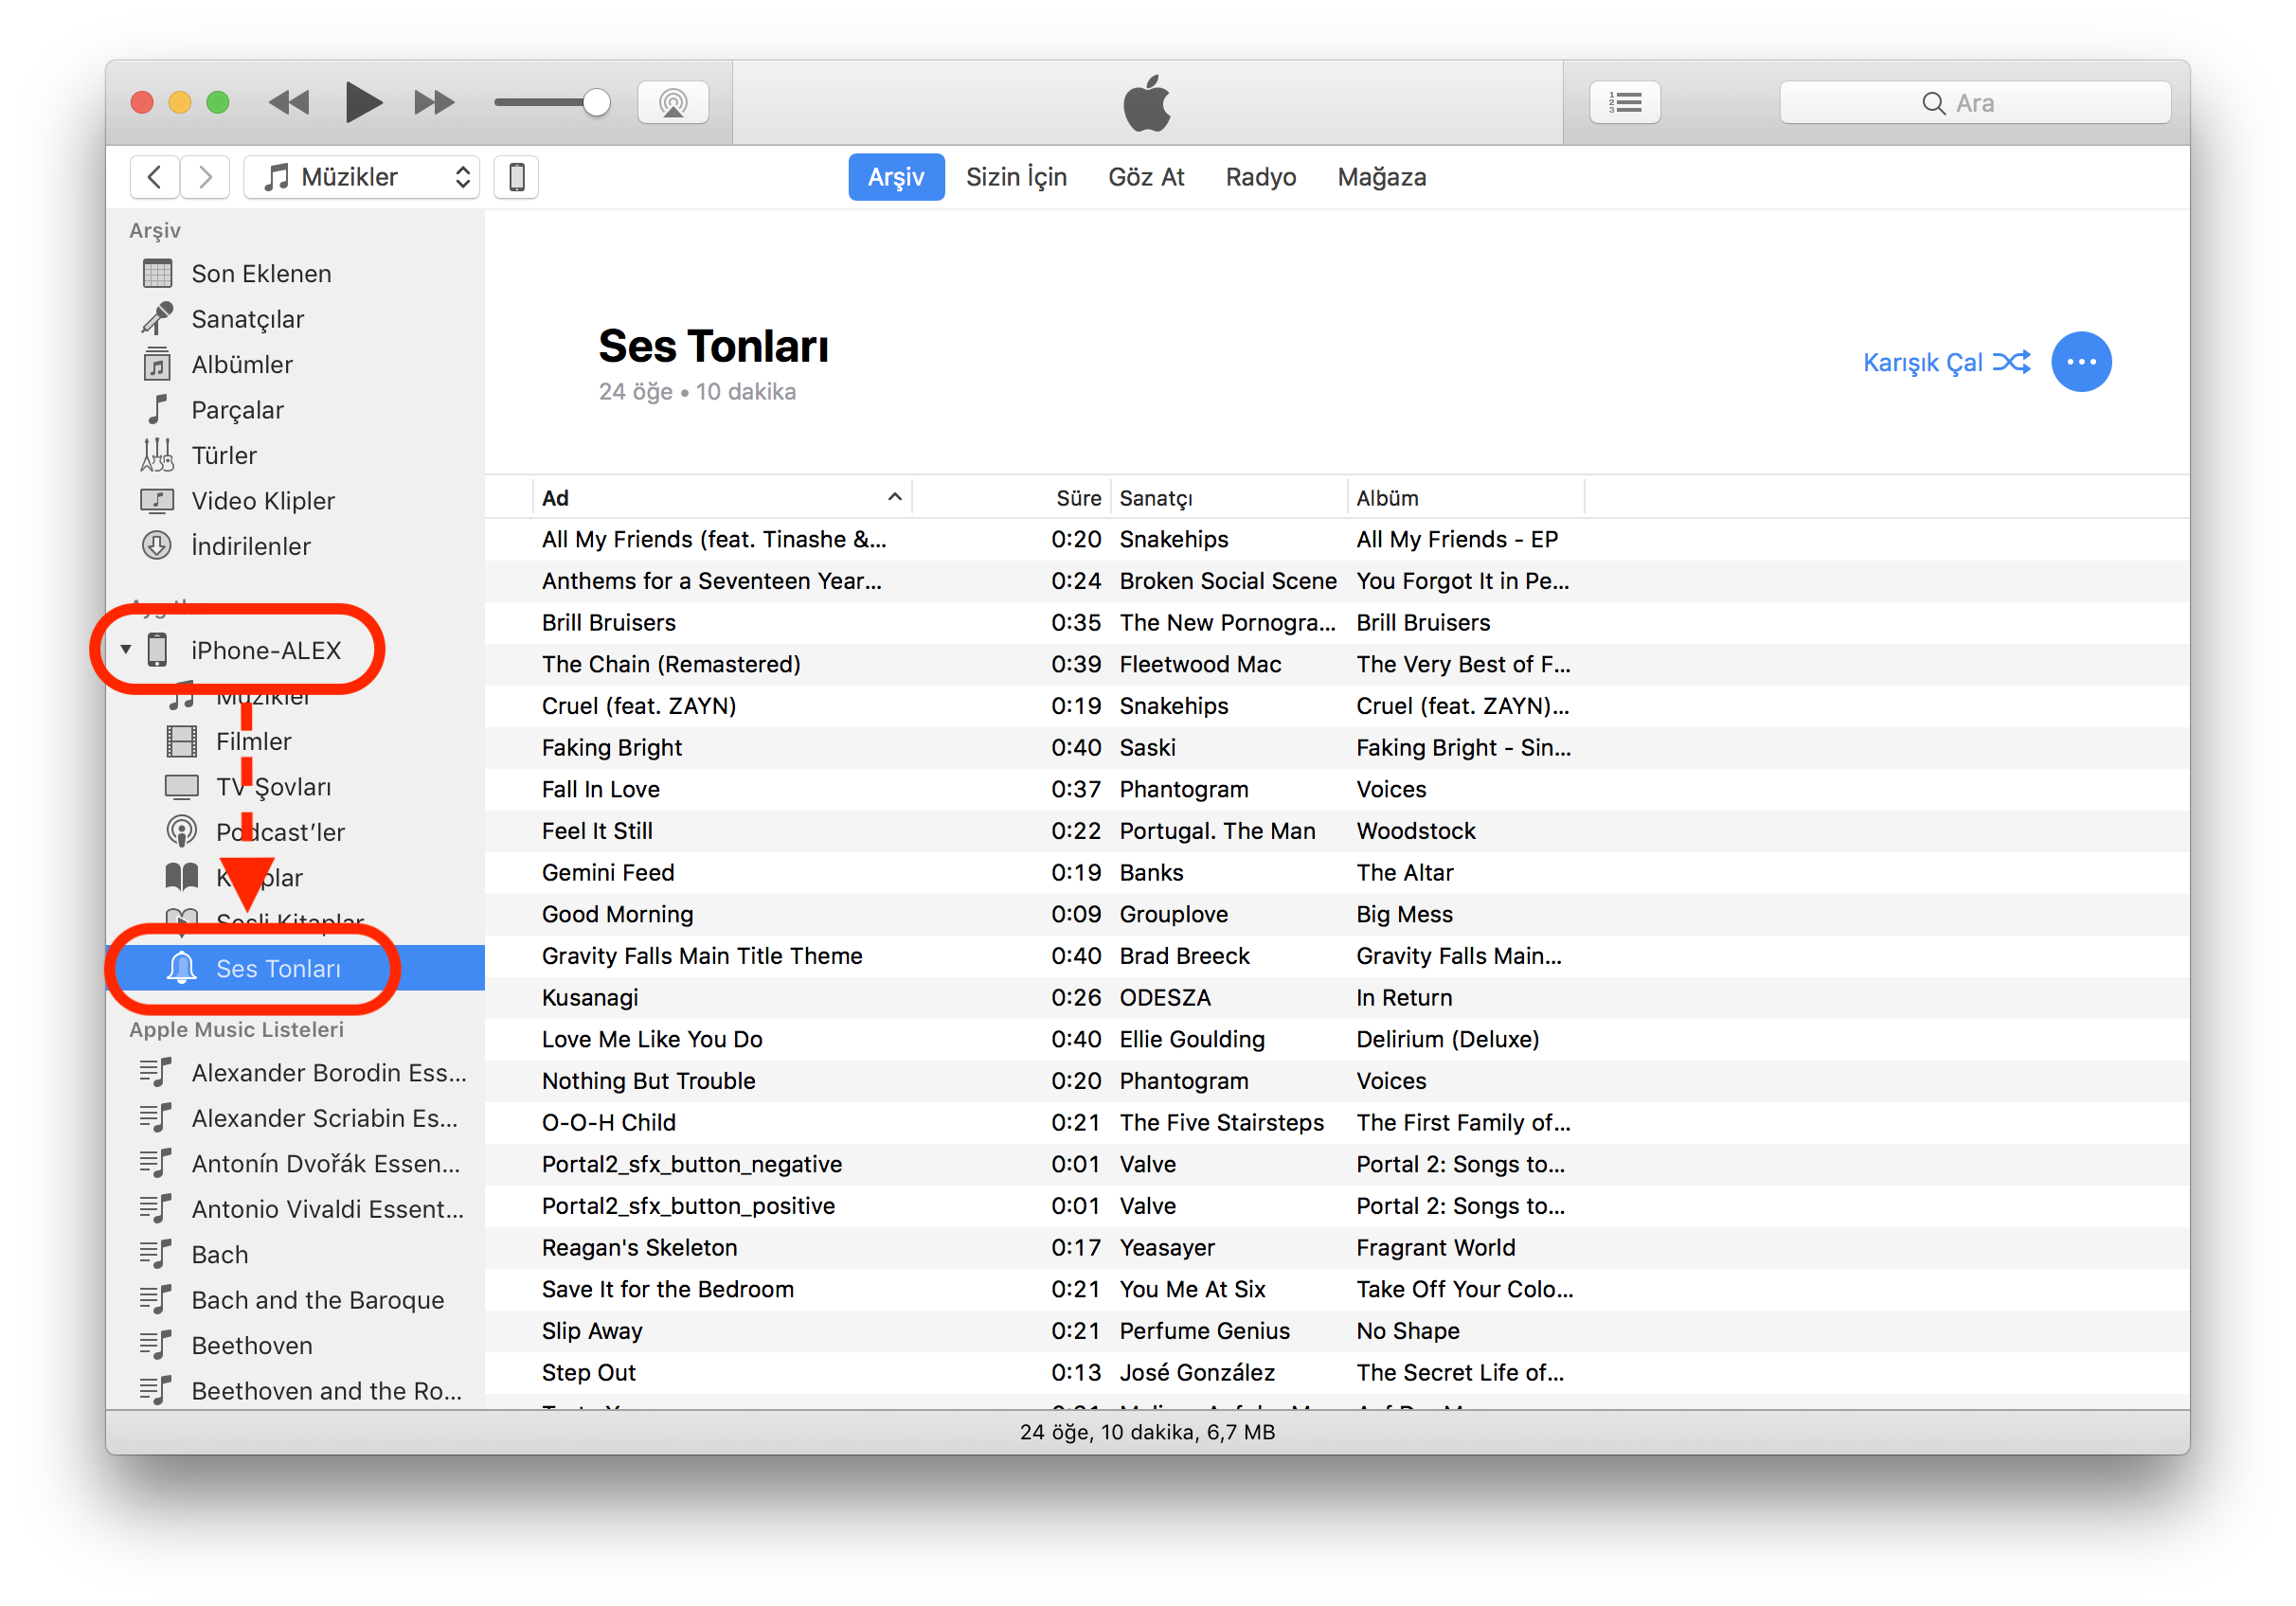 Ara
Müzikler
Arşiv Sizin İçin Göz At Radyo Mağaza
Arşiv
Son Eklenen
Sanatçılar
Albümler
Parçalar
Türler
Video Klipler
İndirilenler
iPhone-ALEX
Müzikler
Filmler
TV Şovları
Podcast'ler
Kitaplar
Sesli Kitaplar
Ses Tonları
Apple Music Listeleri
Alexander Borodin Ess...
Alexander Scriabin Es...
Antonín Dvořák Essen...
Antonio Vivaldi Essent...
Bach
Bach and the Baroque
Beethoven
Beethoven and the Ro...
Ses Tonları
24 öğe • 10 dakika
Karışık Çal
Ad Süre Sanatçı Albüm
All My Friends (feat. Tinashe &... 0:20 Snakehips All My Friends - EP
Anthems for a Seventeen Year... 0:24 Broken Social Scene You Forgot It in Pe...
Brill Bruisers 0:35 The New Pornogra... Brill Bruisers
The Chain (Remastered) 0:39 Fleetwood Mac The Very Best of F...
Cruel (feat. ZAYN) 0:19 Snakehips Cruel (feat. ZAYN)...
Faking Bright 0:40 Saski Faking Bright - Sin...
Fall In Love 0:37 Phantogram Voices
Feel It Still 0:22 Portugal. The Man Woodstock
Gemini Feed 0:19 Banks The Altar
Good Morning 0:09 Grouplove Big Mess
Gravity Falls Main Title Theme 0:40 Brad Breeck Gravity Falls Main...
Kusanagi 0:26 ODESZA In Return
Love Me Like You Do 0:40 Ellie Goulding Delirium (Deluxe)
Nothing But Trouble 0:20 Phantogram Voices
O-O-H Child 0:21 The Five Stairsteps The First Family of...
Portal2_sfx_button_negative 0:01 Valve Portal 2: Songs to...
Portal2_sfx_button_positive 0:01 Valve Portal 2: Songs to...
Reagan's Skeleton 0:17 Yeasayer Fragrant World
Save It for the Bedroom 0:21 You Me At Six Take Off Your Colo...
Slip Away 0:21 Perfume Genius No Shape
Step Out 0:13 José González The Secret Life of...
24 öğe, 10 dakika, 6,7 MB